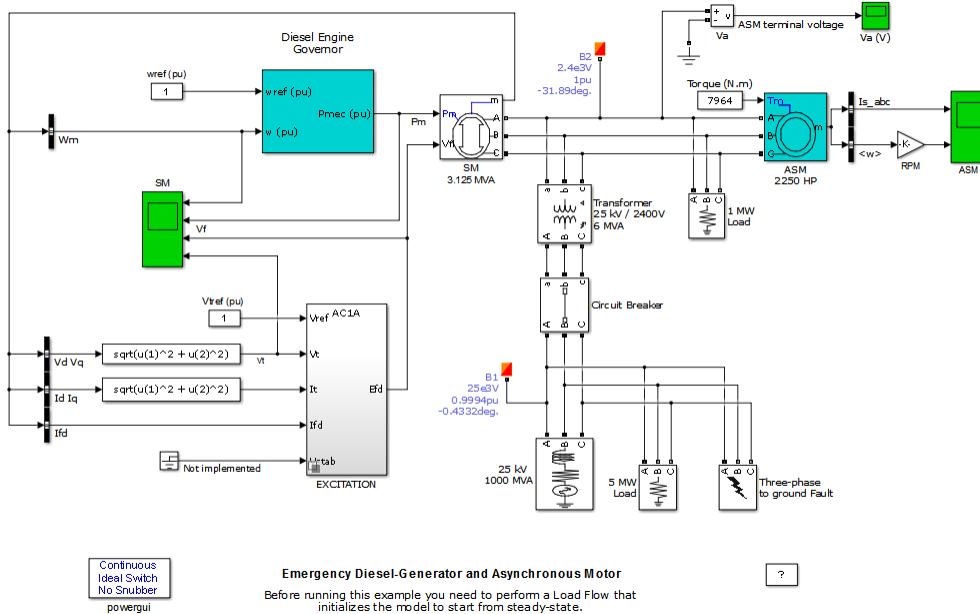 Diesel Engine
Governor
wref (pu)
1
wref (pu)
w (pu)
Pmec (pu)
Wm
Pm
Pm
Vf
m
A
B
C
SM
3.125 MVA
B2
2.4e3V
1pu
-31.89deg.
+
-
v
Va
ASM terminal voltage
Va (V)
Torque (N.m)
7964
Tm
A
B
C
m
ASM
2250 HP
Is_abc
<w>
-K-
RPM
ASM
SM
Vf
a
b
c
A
B
C
Transformer
25 kV / 2400V
6 MVA
A
B
C
1 MW
Load
a
b
c
A
B
C
Circuit Breaker
Vtref (pu)
1
Vref
AC1A
Vt
It
Efd
Ifd
EXCITATION
Vd Vq
sqrt(u(1)^2 + u(2)^2)
Vt
Id Iq
sqrt(u(1)^2 + u(2)^2)
Ifd
Not implemented
B1
25e3V
0.9994pu
-0.4332deg.
A
B
C
25 kV
1000 MVA
A
B
C
5 MW
Load
A
B
C
Three-phase
to ground Fault
Continuous
Ideal Switch
No Snubber
powergui
Emergency Diesel-Generator and Asynchronous Motor
Before running this example you need to perform a Load Flow that
initializes the model to start from steady-state.
?